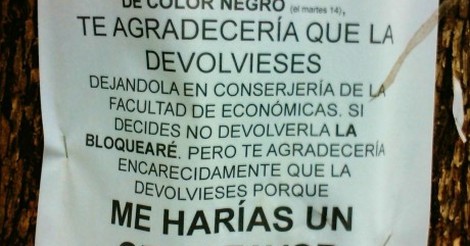 DE COLOR NEGRO (el martes 14),
TE AGRADECERÍA QUE LA
DEVOLVIESES
DEJANDOLA EN CONSERJERÍA DE LA
FACULTAD DE ECONÓMICAS. SI
DECIDES NO DEVOLVERLA LA
BLOQUEARÉ. PERO TE AGRADECERÍA
ENCARECIDAMENTE QUE LA
DEVOLVIESES PORQUE
ME HARÍAS UN